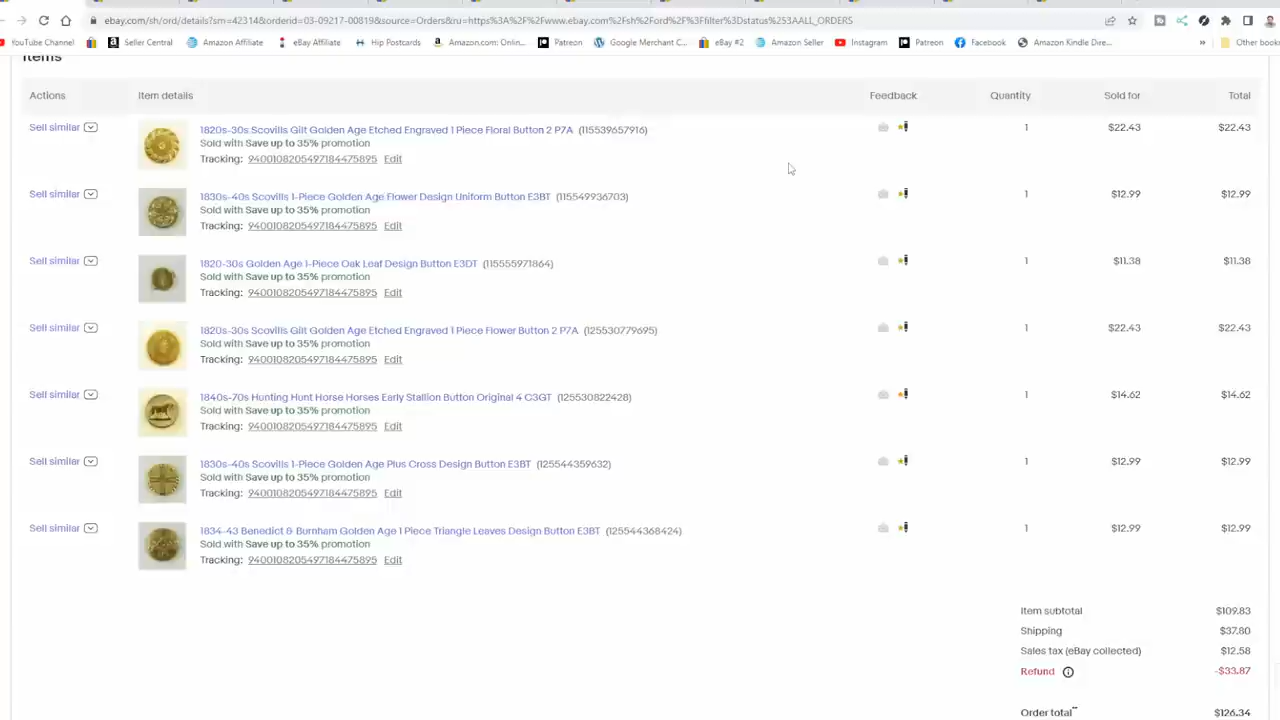 ebay.com/sh/ord/details?sm=42314&orderid=03-09217-00819&source=Orders&ru=https%3A%2F%2Fwww.ebay.com%2Fsh%2Ford%2F%3Ffilter%3Dstatus%253AALL_ORDERS
YouTube Channel Seller Central Amazon Affiliate eBay Affiliate Hip Postcards Amazon.com: Onlin... Patreon Google Merchant C... eBay #2 Amazon Seller Instagram Patreon Facebook Amazon Kindle Dire... » Other book
Items
Actions Item details Feedback Quantity Sold for Total
Sell similar 1820s-30s Scovills Gilt Golden Age Etched Engraved 1 Piece Floral Button 2 P7A (115539657916) 1 $22.43 $22.43
Sold with Save up to 35% promotion
Tracking: 9400108205497184475895 Edit
Sell similar 1830s-40s Scovills 1-Piece Golden Age Flower Design Uniform Button E3BT (115549936703) 1 $12.99 $12.99
Sold with Save up to 35% promotion
Tracking: 9400108205497184475895 Edit
Sell similar 1820-30s Golden Age 1-Piece Oak Leaf Design Button E3DT (115555971864) 1 $11.38 $11.38
Sold with Save up to 35% promotion
Tracking: 9400108205497184475895 Edit
Sell similar 1820s-30s Scovills Gilt Golden Age Etched Engraved 1 Piece Flower Button 2 P7A (125530779695) 1 $22.43 $22.43
Sold with Save up to 35% promotion
Tracking: 9400108205497184475895 Edit
Sell similar 1840s-70s Hunting Hunt Horse Horses Early Stallion Button Original 4 C3GT (125530822428) 1 $14.62 $14.62
Sold with Save up to 35% promotion
Tracking: 9400108205497184475895 Edit
Sell similar 1830s-40s Scovills 1-Piece Golden Age Plus Cross Design Button E3BT (125544359632) 1 $12.99 $12.99
Sold with Save up to 35% promotion
Tracking: 9400108205497184475895 Edit
Sell similar 1834-43 Benedict & Burnham Golden Age 1 Piece Triangle Leaves Design Button E3BT (125544368424) 1 $12.99 $12.99
Sold with Save up to 35% promotion
Tracking: 9400108205497184475895 Edit
Item subtotal $109.83
Shipping $37.80
Sales tax (eBay collected) $12.58
Refund -$33.87
Order total** $126.34